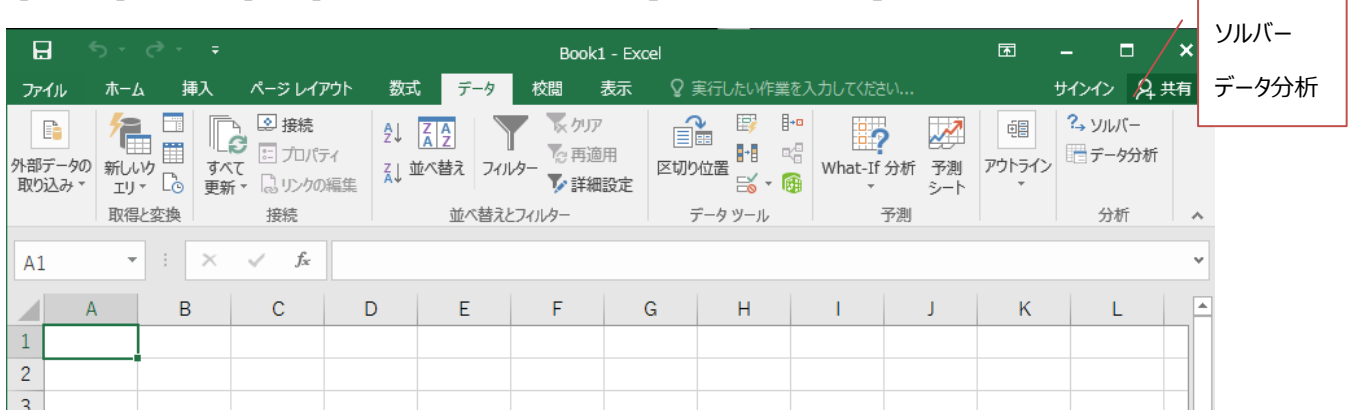 ソルバー
データ分析
Book1 - Excel
ファイル ホーム 挿入 ページ レイアウト 数式 データ 校閲 表示 実行したい作業を入力してください... サインイン 共有
外部データの
取り込み
新しいク
エリ
取得と変換
すべて
更新
接続
プロパティ
リンクの編集
接続
並べ替え
フィルター
クリア
再適用
詳細設定
並べ替えとフィルター
区切り位置
データ ツール
What-If 分析
予測
シート
予測
アウトライン
ソルバー
データ分析
分析
A1
fx
A B C D E F G H I J K L
1
2
3